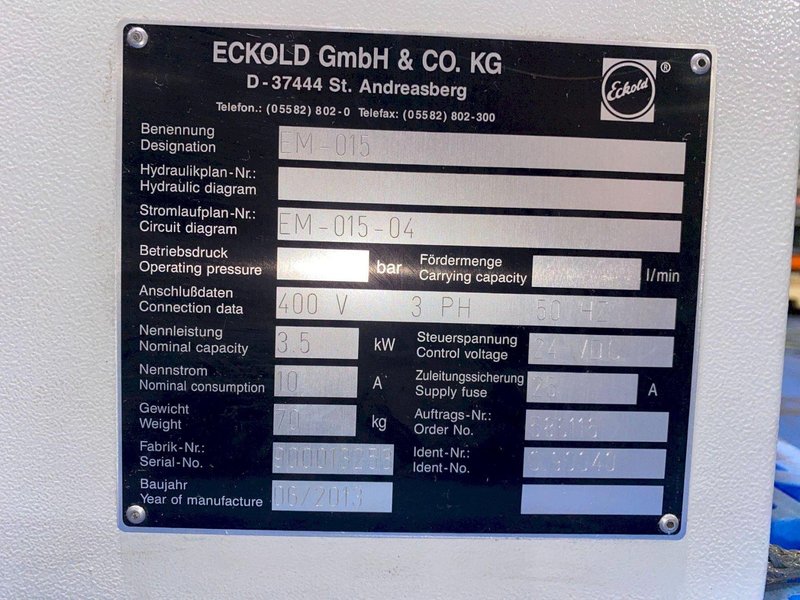 ECKOLD GmbH & CO. KG
D-37444 St. Andreasberg
Telefon.: (05582) 802-0 Telefax: (05582) 802-300
Eckold ®
Benennung
Designation EM-015
Hydraulikplan-Nr.:
Hydraulic diagram
Stromlaufplan-Nr.:
Circuit diagram EM-015-04
Betriebsdruck
Operating pressure bar
Fördermenge
Carrying capacity l/min
Anschlußdaten
Connection data 400 V 3 PH 50 HZ
Nennleistung
Nominal capacity 3.5 kW
Steuerspannung
Control voltage 24 VDC
Nennstrom
Nominal consumption 10 A
Zuleitungssicherung
Supply fuse A
Gewicht
Weight 70 kg
Auftrags-Nr:
Order No.
Fabrik-Nr.:
Serial-No.
Ident-Nr.:
Ident-No.
Baujahr
Year of manufacture 06/2013